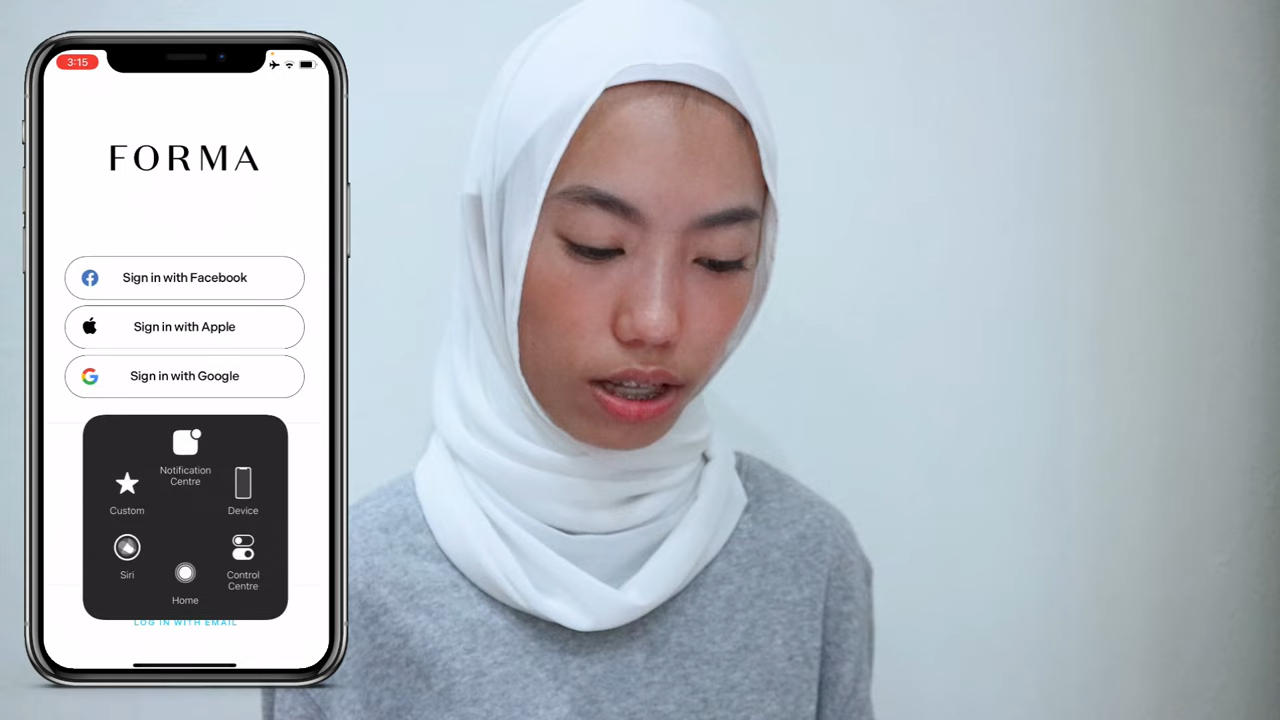 3:15
FORMA
Sign in with Facebook
Sign in with Apple
Sign in with Google
Notification
Centre
Custom
Device
Siri
Control
Centre
Home
LOG IN WITH EMAIL